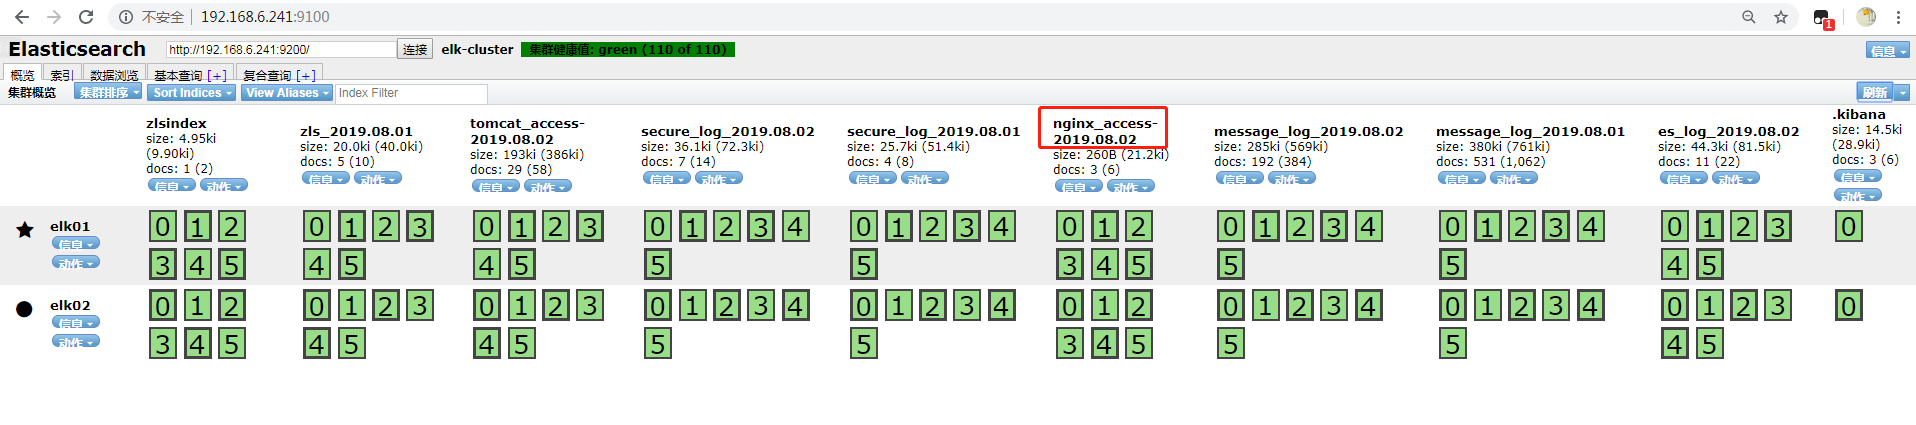 不安全 | 192.168.6.241:9100
1
Elasticsearch
http://192.168.6.241:9200/
连接
elk-cluster
集群健康值: green (110 of 110)
信息
概览
索引
数据浏览
基本查询 [+]
复合查询 [+]
集群概览
集群排序
Sort Indices
View Aliases
Index Filter
刷新
zlsindex
size: 4.95ki
(9.90ki)
docs: 1 (2)
信息 动作
zls_2019.08.01
size: 20.0ki (40.0ki)
docs: 5 (10)
信息 动作
tomcat_access-
2019.08.02
size: 193ki (386ki)
docs: 29 (58)
信息 动作
secure_log_2019.08.02
size: 36.1ki (72.3ki)
docs: 7 (14)
信息 动作
secure_log_2019.08.01
size: 25.7ki (51.4ki)
docs: 4 (8)
信息 动作
nginx_access-
2019.08.02
size: 260B (21.2ki)
docs: 3 (6)
信息 动作
message_log_2019.08.02
size: 285ki (569ki)
docs: 192 (384)
信息 动作
message_log_2019.08.01
size: 380ki (761ki)
docs: 531 (1,062)
信息 动作
es_log_2019.08.02
size: 44.3ki (81.5ki)
docs: 11 (22)
信息 动作
.kibana
size: 14.5ki
(28.9ki)
docs: 3 (6)
信息
动作
elk01
信息
动作
0 1 2 0 1 2 3 0 1 2 3 0 1 2 3 4 0 1 2 3 4 0 1 2 0 1 2 3 4 0 1 2 3 4 0 1 2 3 0
3 4 5 4 5 4 5 5 5 3 4 5 5 5 4 5
elk02
信息
动作
0 1 2 0 1 2 3 0 1 2 3 0 1 2 3 4 0 1 2 3 4 0 1 2 0 1 2 3 4 0 1 2 3 4 0 1 2 3 0
3 4 5 4 5 4 5 5 5 3 4 5 5 5 4 5